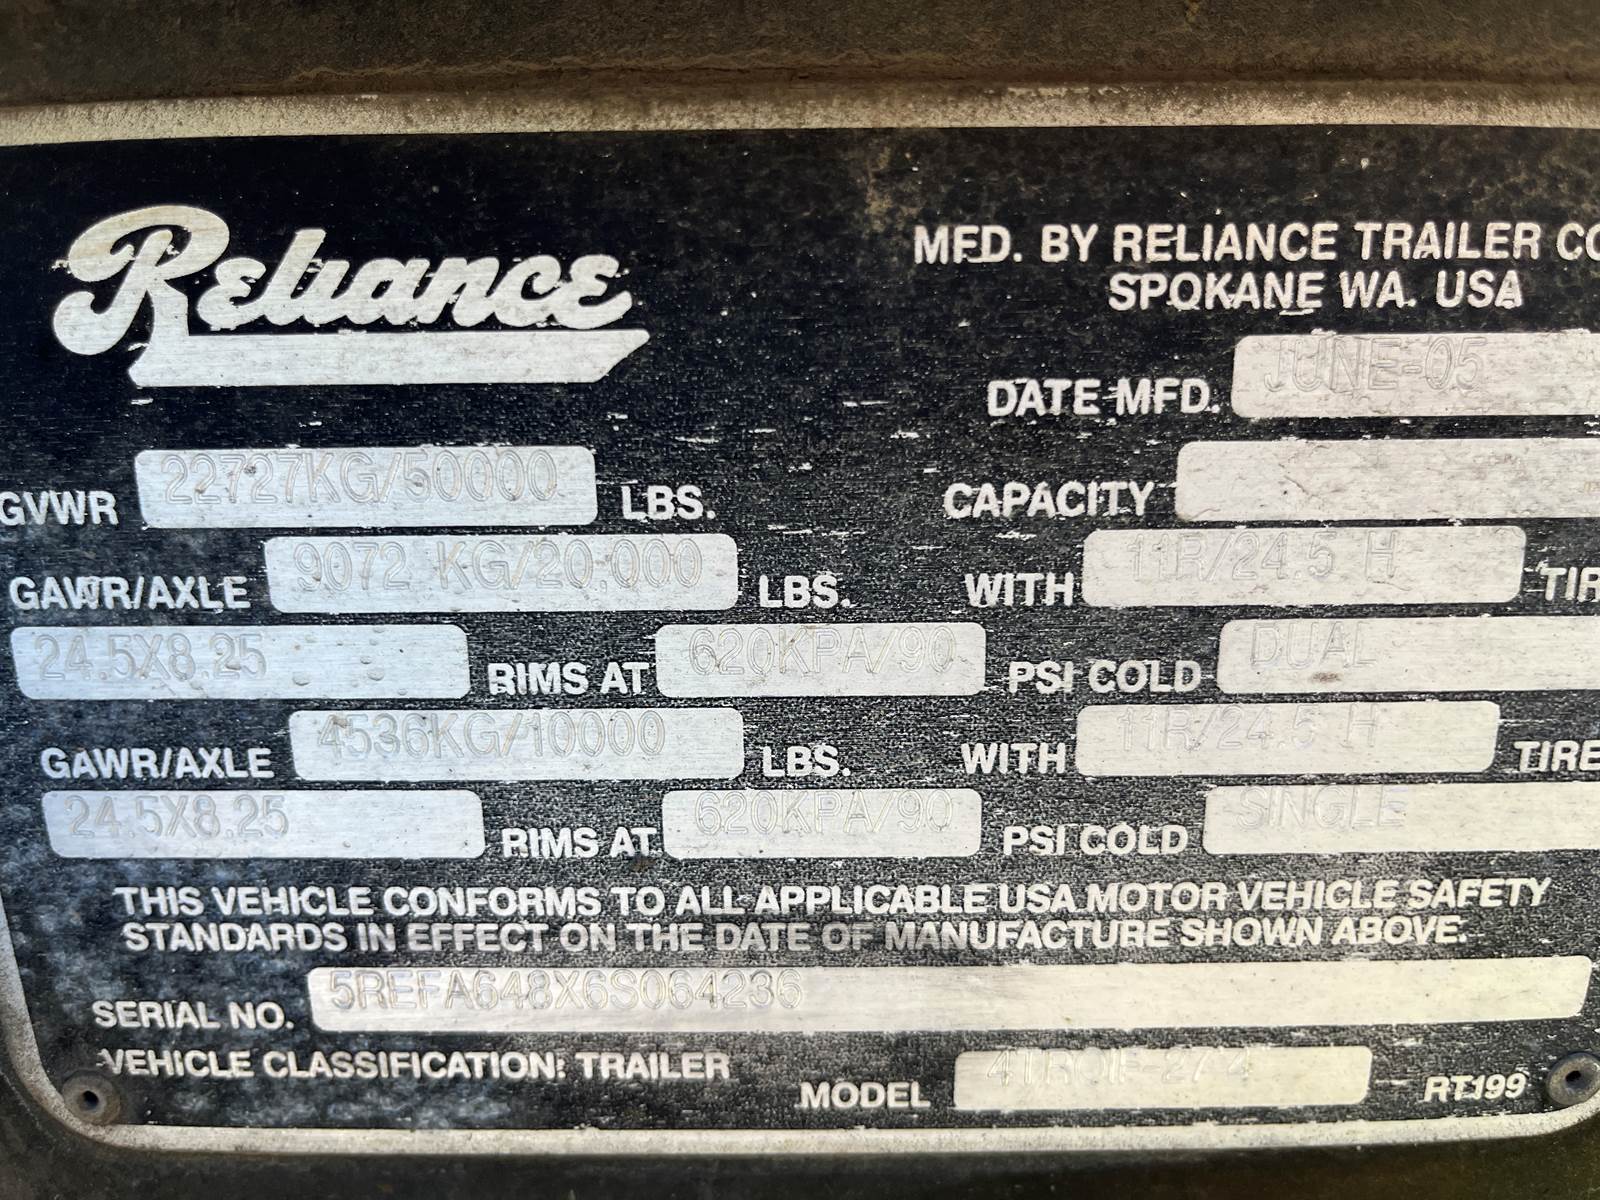 Reliance
MFD. BY RELIANCE TRAILER CO
SPOKANE WA. USA
DATE MFD. JUNE-05
GVWR 22727KG/50000 LBS. CAPACITY
GAWR/AXLE 9072 KG/20,000 LBS. WITH 11R/24.5 H TIR
24.5X8.25 RIMS AT 620KPA/90 PSI COLD DUAL
GAWR/AXLE 4536KG/10000 LBS. WITH 11R/24.5 H TIRE
24.5X8.25 RIMS AT 620KPA/90 PSI COLD SINGLE
THIS VEHICLE CONFORMS TO ALL APPLICABLE USA MOTOR VEHICLE SAFETY
STANDARDS IN EFFECT ON THE DATE OF MANUFACTURE SHOWN ABOVE.
SERIAL NO. 5REFA648X6S064236
VEHICLE CLASSIFICATION: TRAILER
MODEL RT199